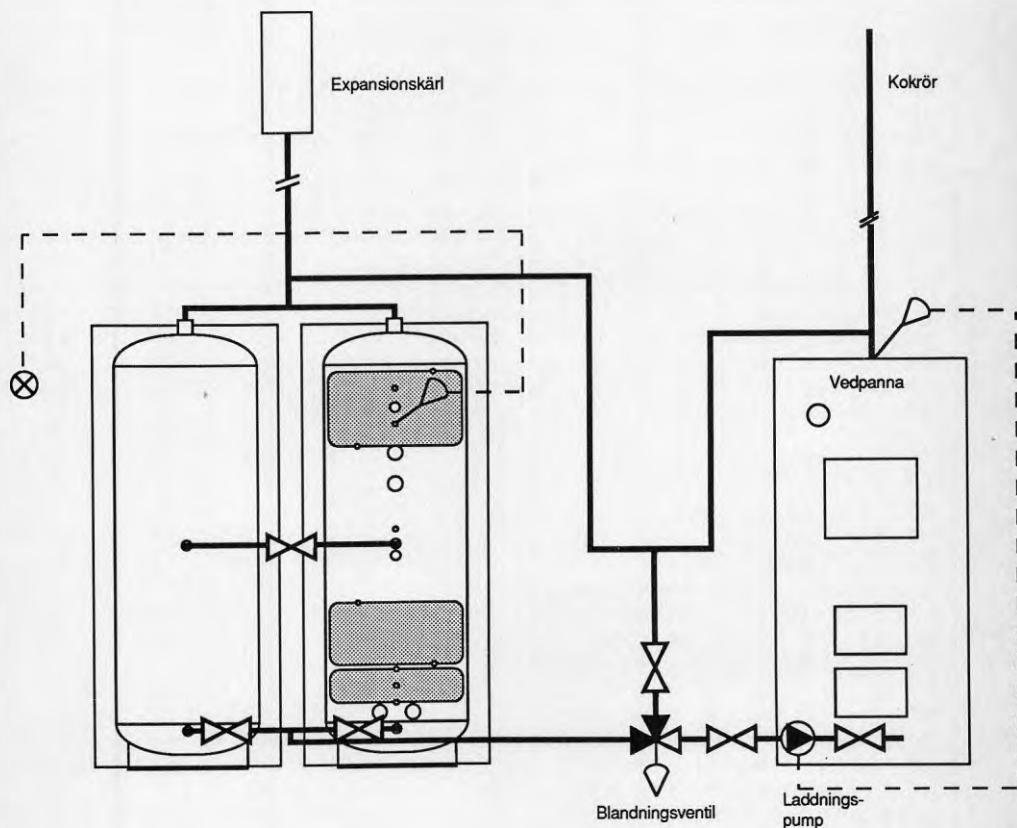 Expansionskärl
Kokrör
Vedpanna
Blandningsventil
Laddnings-
pump